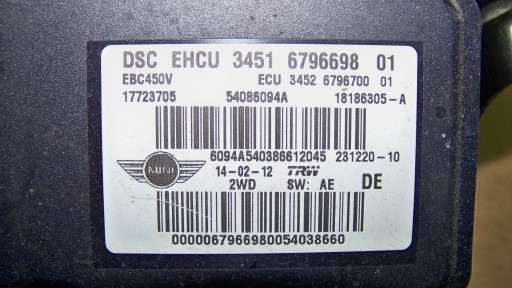 DSC EHCU 3451 6796698 01
EBC450V ECU 3452 6796700 01
17723705 54086094A 18186305-A
6094A540386612045 231220-10
MINI 14-02-12 TRW
2WD SW: AE DE
0000067966980054038660